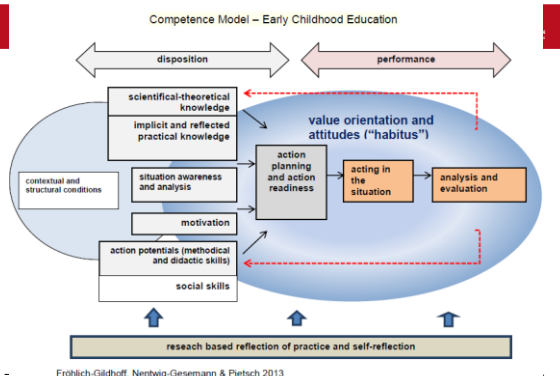 Competence Model – Early Childhood Education
disposition
performance
scientifical-theoretical
knowledge
implicit and reflected
practical knowledge
value orientation and
attitudes (“habitus”)
contextual and
structural conditions
situation awareness
and analysis
action
planning
and action
readiness
acting in
the
situation
analysis and
evaluation
motivation
action potentials (methodical
and didactic skills)
social skills
reseach based reflection of practice and self-reflection
Fröhlich-Gildhoff, Nentwig-Gesemann & Pietsch 2013